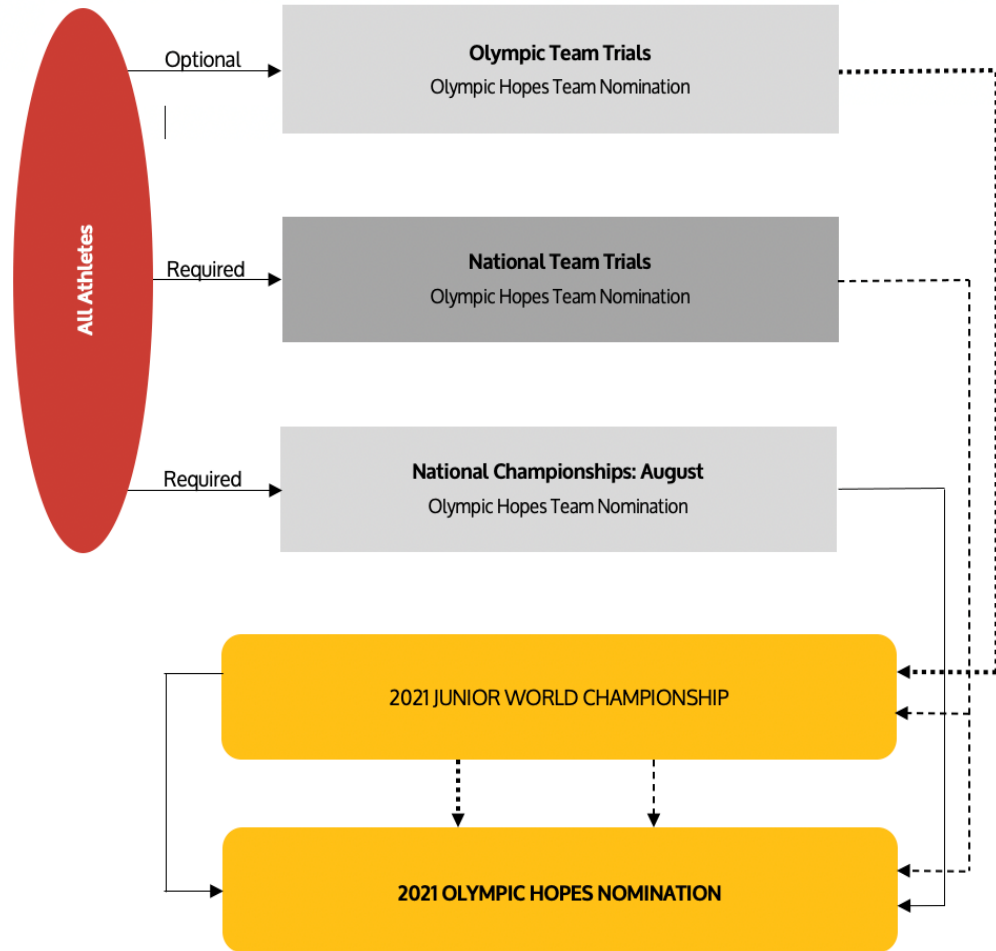 Optional
Olympic Team Trials
Olympic Hopes Team Nomination
All Athletes
Required
National Team Trials
Olympic Hopes Team Nomination
Required
National Championships: August
Olympic Hopes Team Nomination
2021 JUNIOR WORLD CHAMPIONSHIP
2021 OLYMPIC HOPES NOMINATION